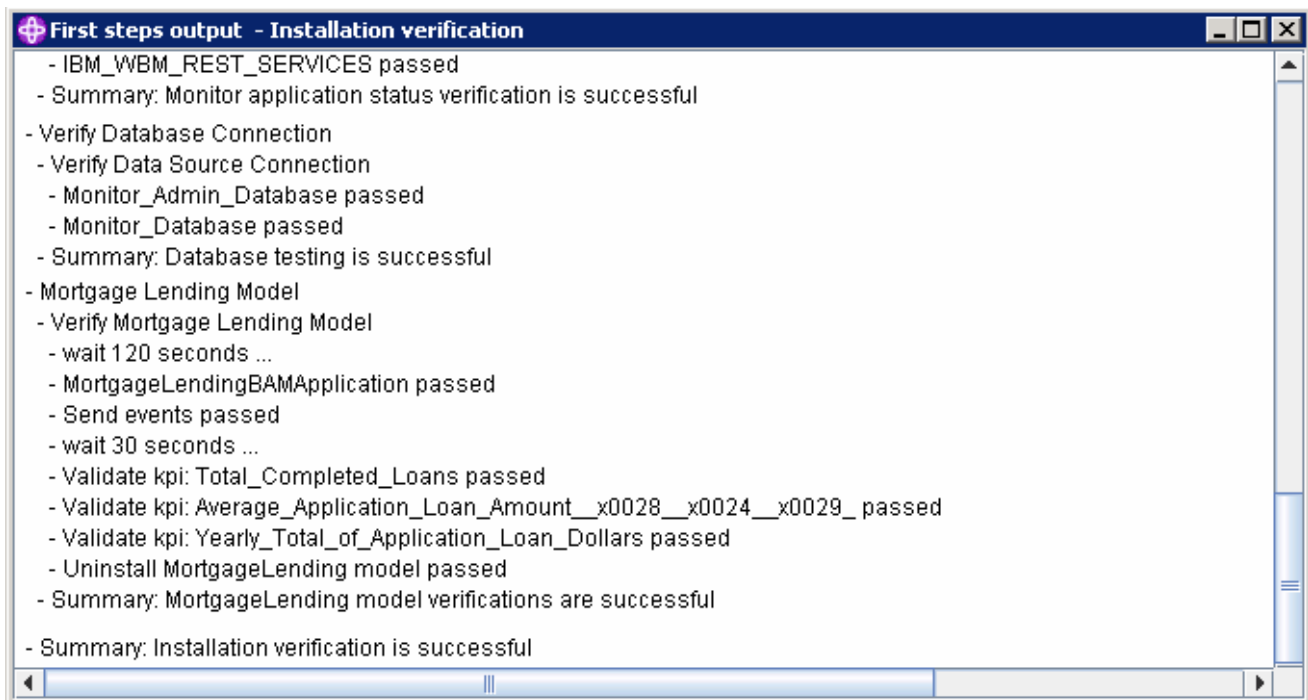 First steps output - Installation verification
- IBM_WBM_REST_SERVICES passed
- Summary: Monitor application status verification is successful
- Verify Database Connection
- Verify Data Source Connection
- Monitor_Admin_Database passed
- Monitor_Database passed
- Summary: Database testing is successful
- Mortgage Lending Model
- Verify Mortgage Lending Model
- wait 120 seconds ...
- MortgageLendingBAMApplication passed
- Send events passed
- wait 30 seconds ...
- Validate kpi: Total_Completed_Loans passed
- Validate kpi: Average_Application_Loan_Amount__x0028__x0024__x0029_ passed
- Validate kpi: Yearly_Total_of_Application_Loan_Dollars passed
- Uninstall MortgageLending model passed
- Summary: MortgageLending model verifications are successful
- Summary: Installation verification is successful